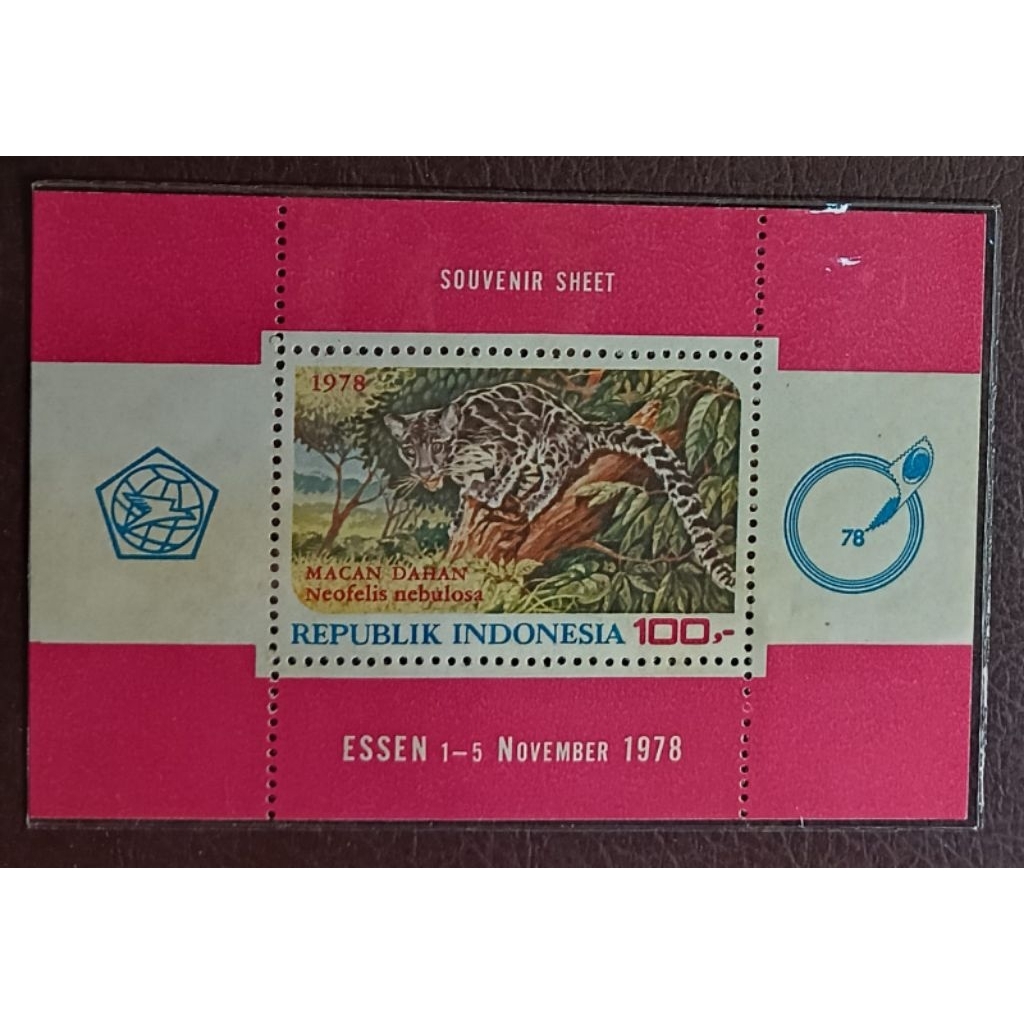 SOUVENIR SHEET
1978
MACAN DAHAN
Neofelis nebulosa
REPUBLIK INDONESIA 100,-
78
ESSEN 1–5 NOVEMBER 1978